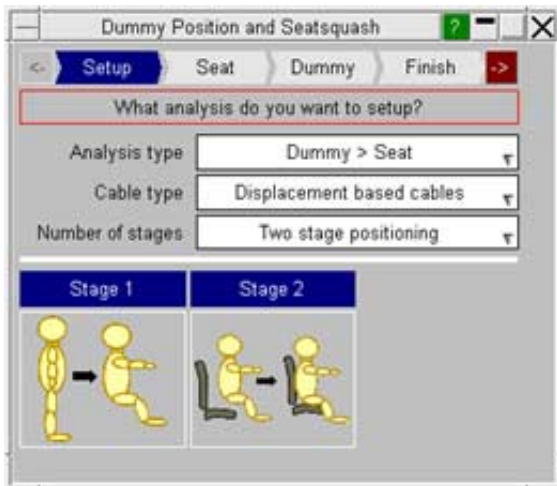 Dummy Position and Seatsquash ?
<- Setup Seat Dummy Finish ->
What analysis do you want to setup?
Analysis type Dummy > Seat
Cable type Displacement based cables
Number of stages Two stage positioning
Stage 1 Stage 2